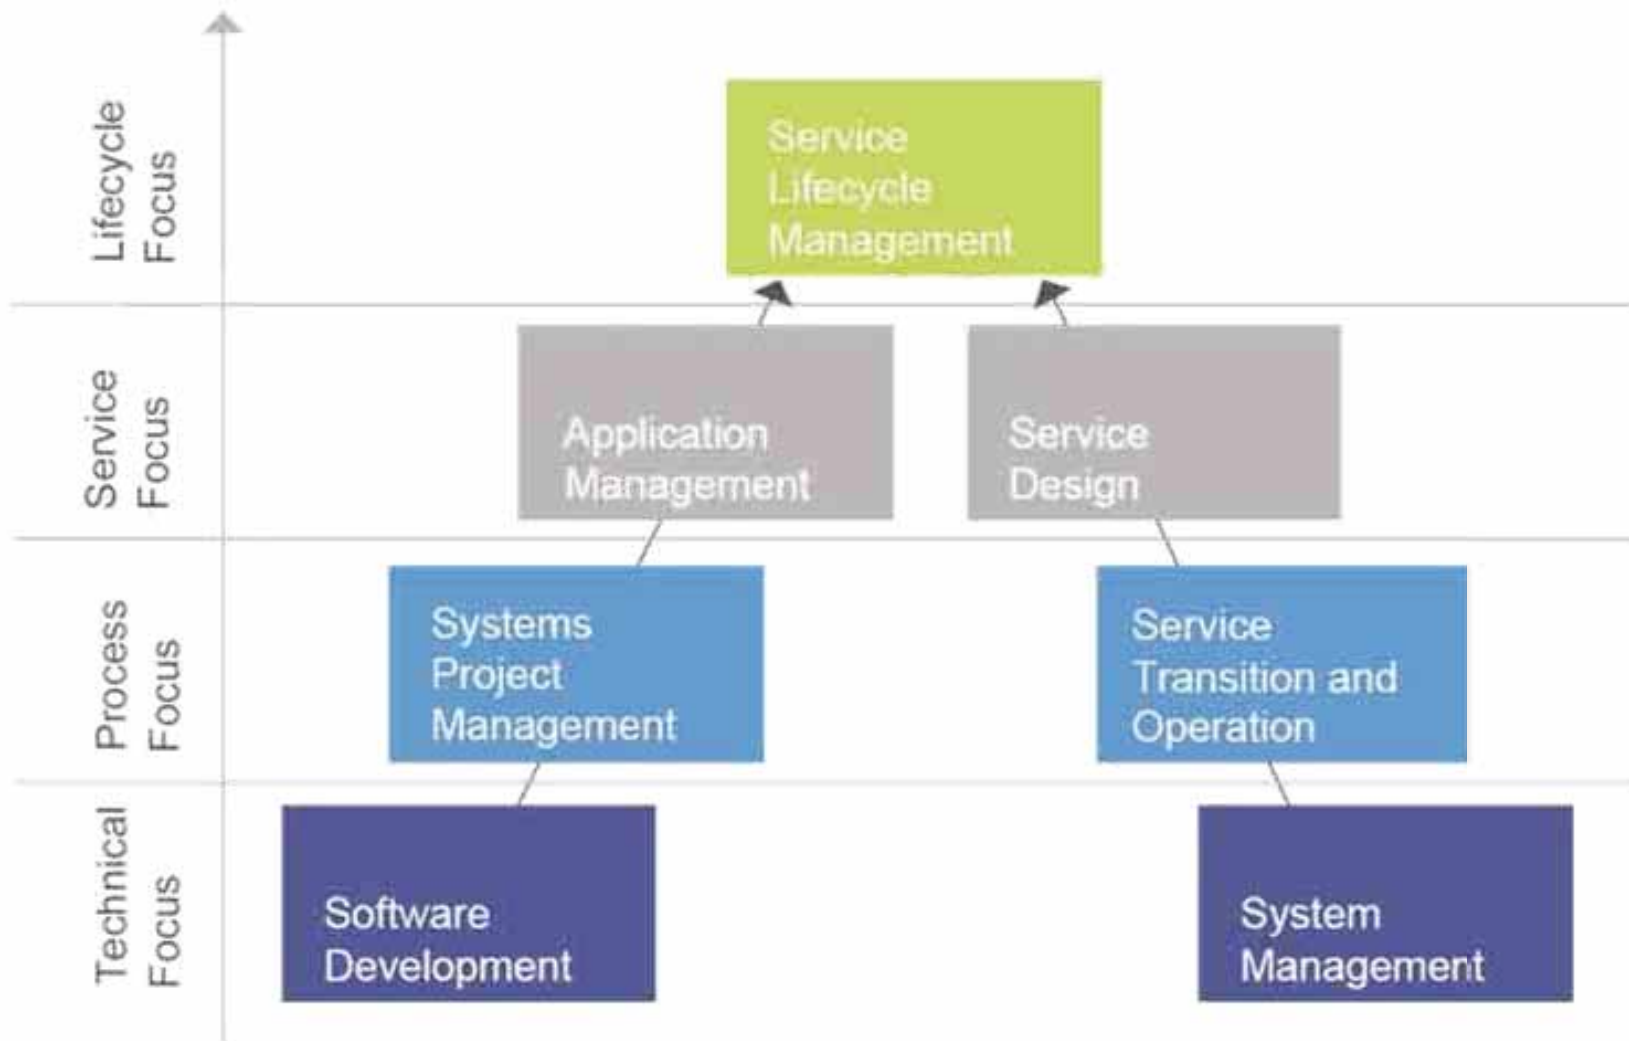 Lifecycle
Focus
Service
Lifecycle
Management
Service
Focus
Application
Management
Service
Design
Process
Focus
Systems
Project
Management
Service
Transition and
Operation
Technical
Focus
Software
Development
System
Management